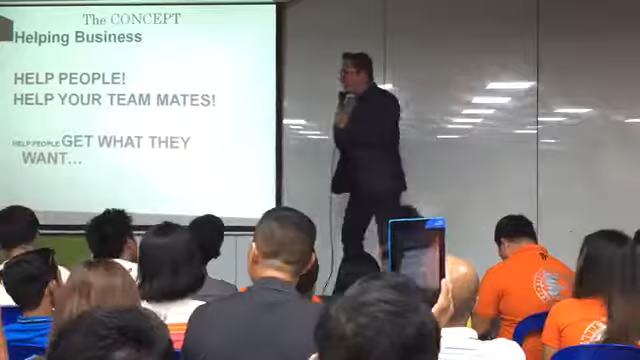 The CONCEPT
Helping Business
HELP PEOPLE!
HELP YOUR TEAM MATES!
HELP PEOPLE GET WHAT THEY
WANT...